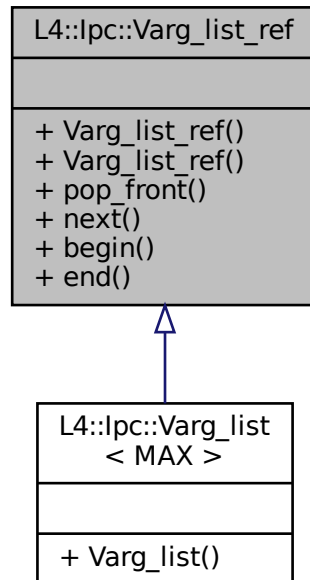 L4::Ipc::Varg_list_ref
+ Varg_list_ref()
+ Varg_list_ref()
+ pop_front()
+ next()
+ begin()
+ end()
L4::Ipc::Varg_list
< MAX >
+ Varg_list()